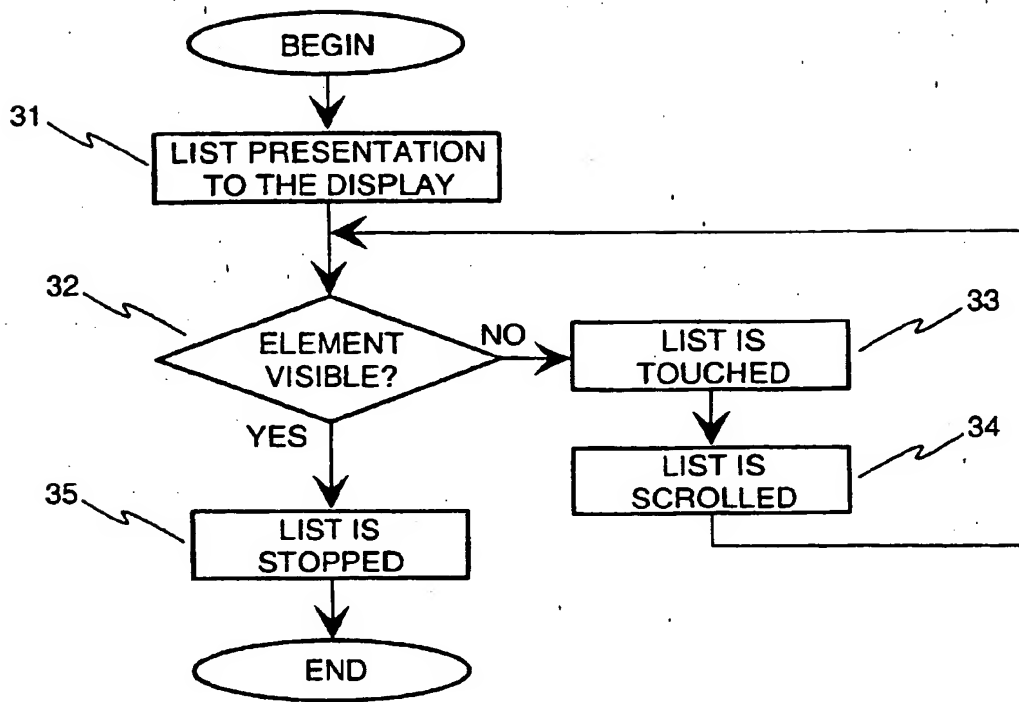 BEGIN
31
LIST PRESENTATION
TO THE DISPLAY
32
ELEMENT
VISIBLE?
NO
33
LIST IS
TOUCHED
YES
34
LIST IS
SCROLLED
35
LIST IS
STOPPED
END